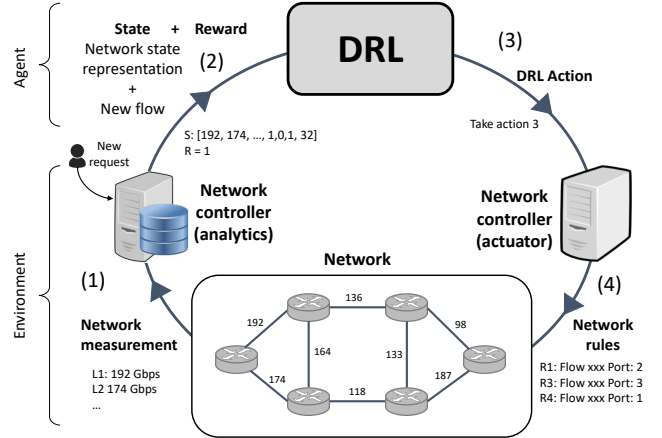 Agent
Environment
State + Reward
Network state
representation
+
New flow
(2)
DRL
(3)
DRL Action
Take action 3
S: [192, 174, ..., 1,0,1, 32]
R = 1
New
request
Network
controller
(analytics)
Network
controller
(actuator)
(1)
Network
measurement
L1: 192 Gbps
L2 174 Gbps
...
Network
136
192
98
164
133
174
187
118
(4)
Network
rules
R1: Flow xxx Port: 2
R3: Flow xxx Port: 3
R4: Flow xxx Port: 1